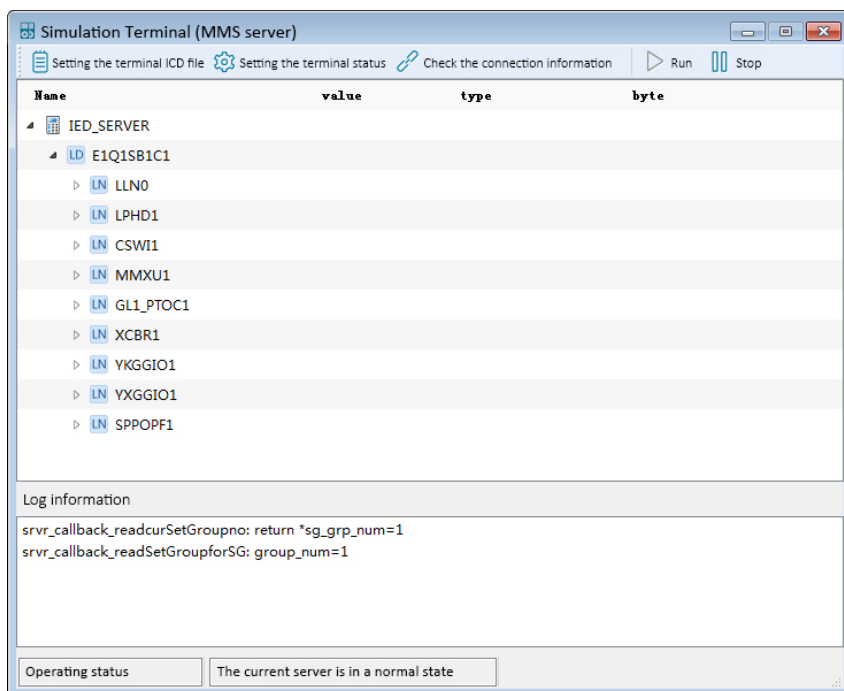 Simulation Terminal (MMS server)
Setting the terminal ICD file Setting the terminal status Check the connection information Run Stop
Name value type byte
IED_SERVER
LD E1Q1SB1C1
LN LLN0
LN LPHD1
LN CSWI1
LN MMXU1
LN GL1_PTOC1
LN XCBR1
LN YKGGIO1
LN YXGGIO1
LN SPPOPF1
Log information
srvr_callback_readcurSetGroupno: return *sg_grp_num=1
srvr_callback_readSetGroupforSG: group_num=1
Operating status The current server is in a normal state